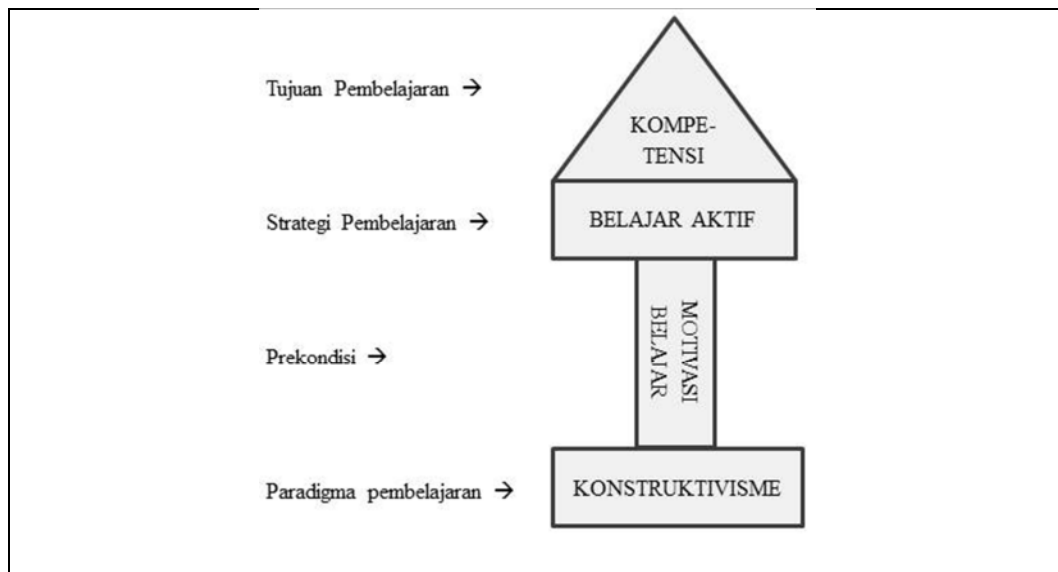 Tujuan Pembelajaran →
KOMPE-
TENSI
Strategi Pembelajaran →
BELAJAR AKTIF
Prekondisi →
MOTIVASI
BELAJAR
Paradigma pembelajaran →
KONSTRUKTIVISME